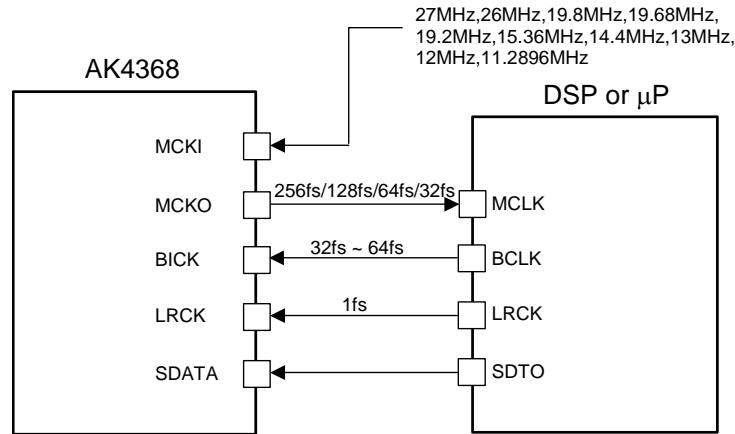 27MHz,26MHz,19.8MHz,19.68MHz,
19.2MHz,15.36MHz,14.4MHz,13MHz,
12MHz,11.2896MHz
AK4368
DSP or μP
MCKI
MCKO
256fs/128fs/64fs/32fs
MCLK
BICK
32fs ~ 64fs
BCLK
LRCK
1fs
LRCK
SDATA
SDTO